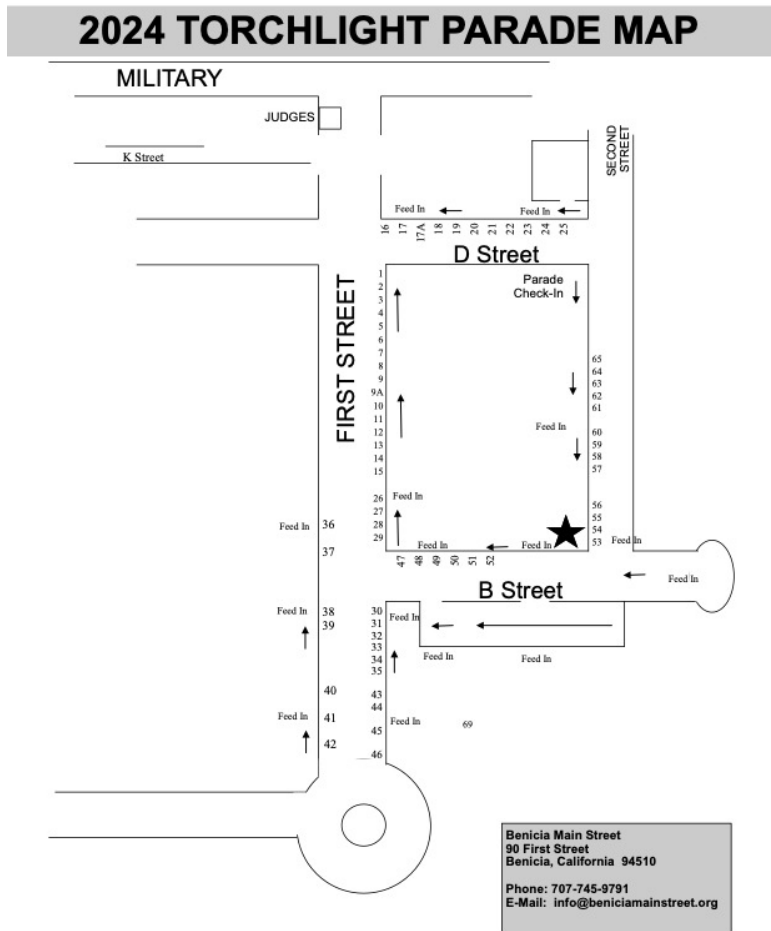 2024 TORCHLIGHT PARADE MAP
MILITARY
JUDGES
K Street
SECOND
STREET
Feed In
Feed In
16
17
17A
18
19
20
21
22
23
24
25
D Street
Parade
Check-In
FIRST STREET
1
2
3
4
5
6
7
8
9
9A
10
11
12
13
14
15
26
27
28
29
Feed In
65
64
63
62
61
Feed In
60
59
58
57
56
55
54
53
Feed In
Feed In
36
37
Feed In
Feed In
47
48
49
50
51
52
B Street
Feed In
Feed In
38
39
30
31
32
33
34
35
Feed In
Feed In
Feed In
40
Feed In
41
42
43
44
45
46
Feed In
69
Benicia Main Street
90 First Street
Benicia, California 94510
Phone: 707-745-9791
E-Mail: info@beniciamainstreet.org